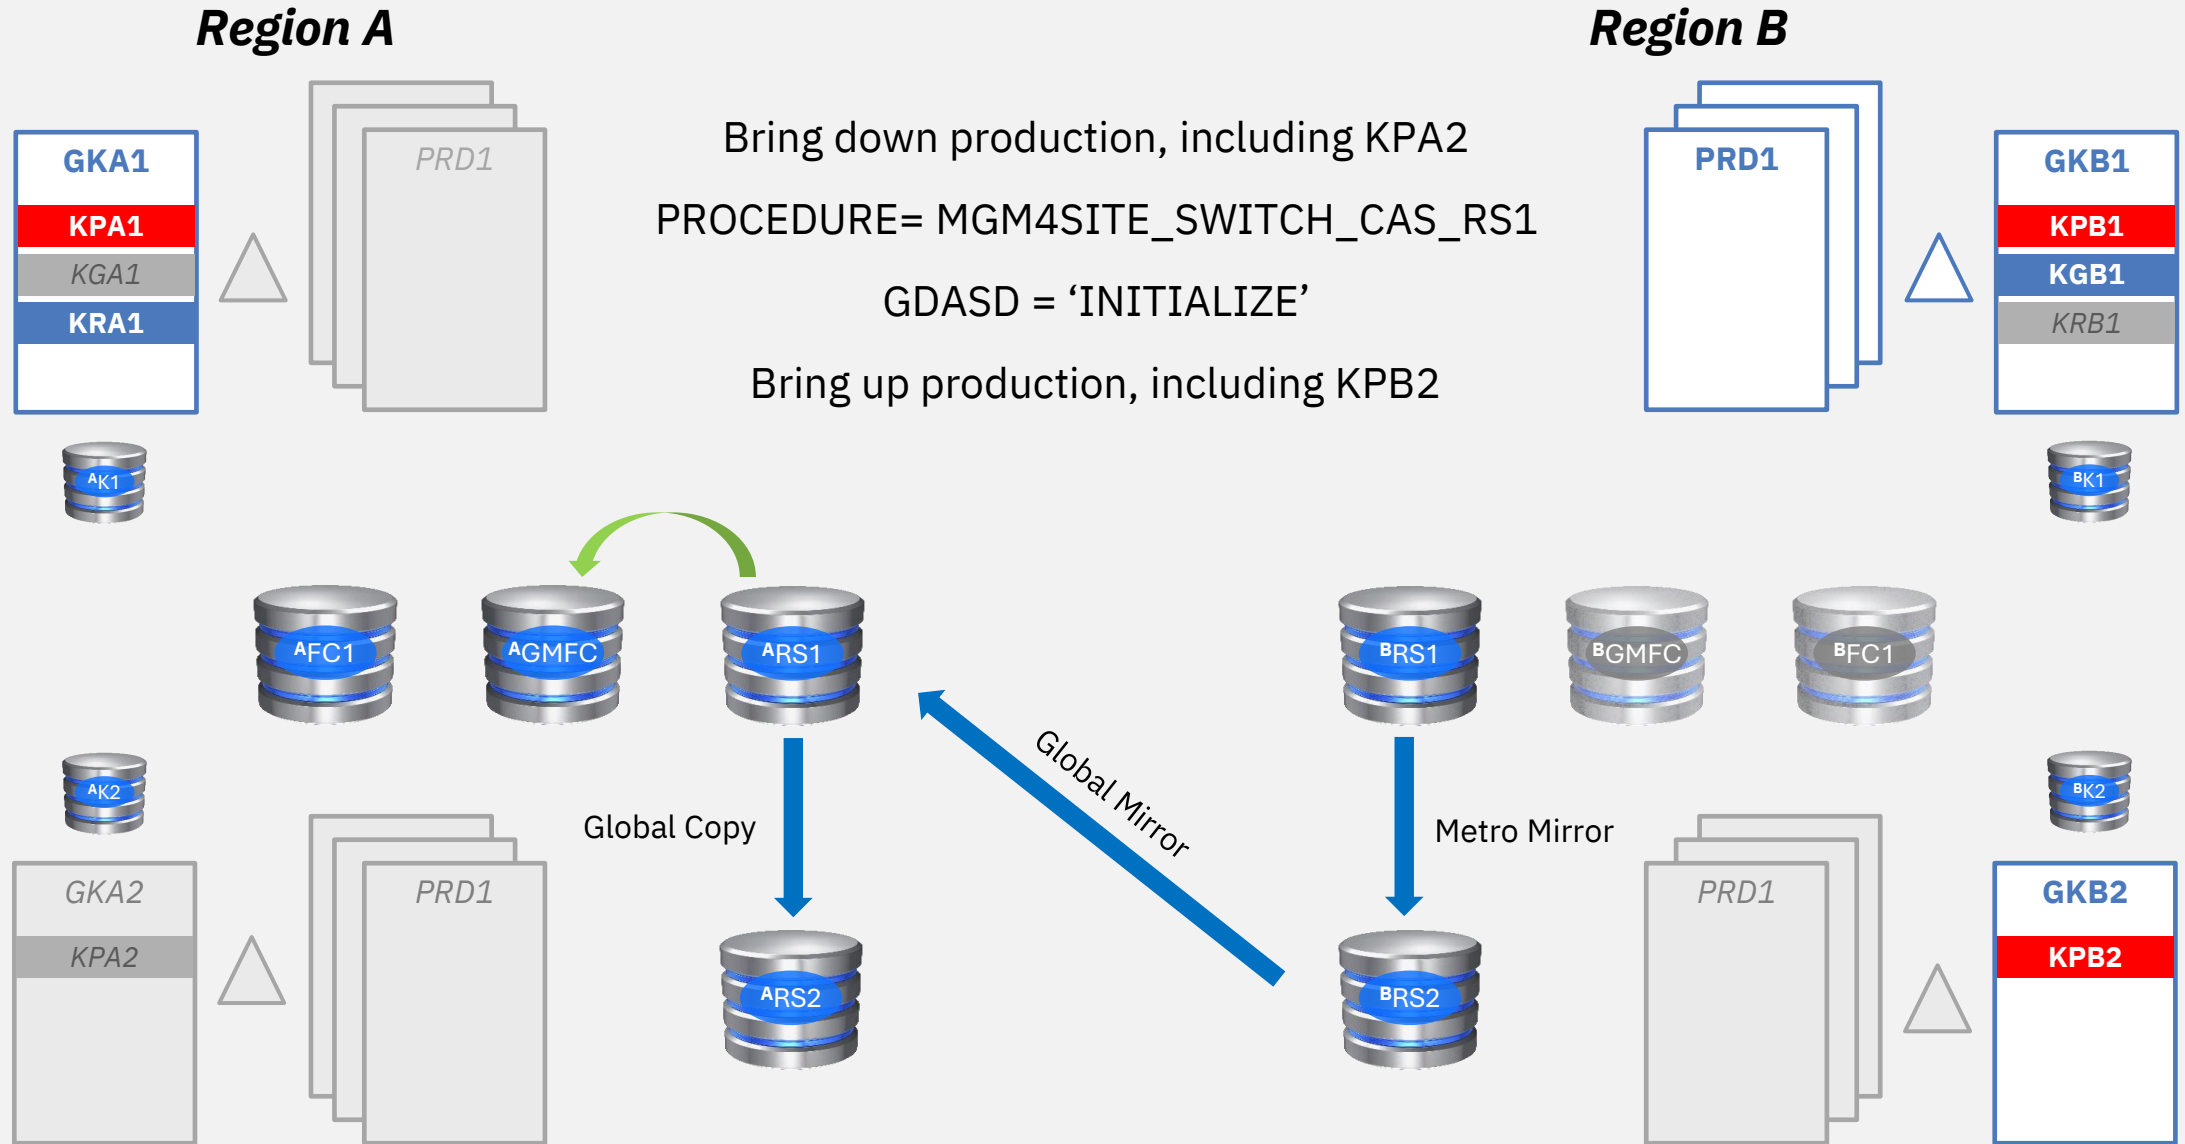 Region A
Region B
GKA1
KPA1
KGA1
KRA1
PRD1
Bring down production, including KPA2
PROCEDURE= MGM4SITE_SWITCH_CAS_RS1
GDASD = ‘INITIALIZE’
Bring up production, including KPB2
PRD1
GKB1
KPB1
KGB1
KRB1
AK1
BK1
AFC1
AGMFC
ARS1
BRS1
BGMFC
BFC1
AK2
BK2
Global Copy
Global Mirror
Metro Mirror
GKA2
KPA2
PRD1
ARS2
BRS2
PRD1
GKB2
KPB2